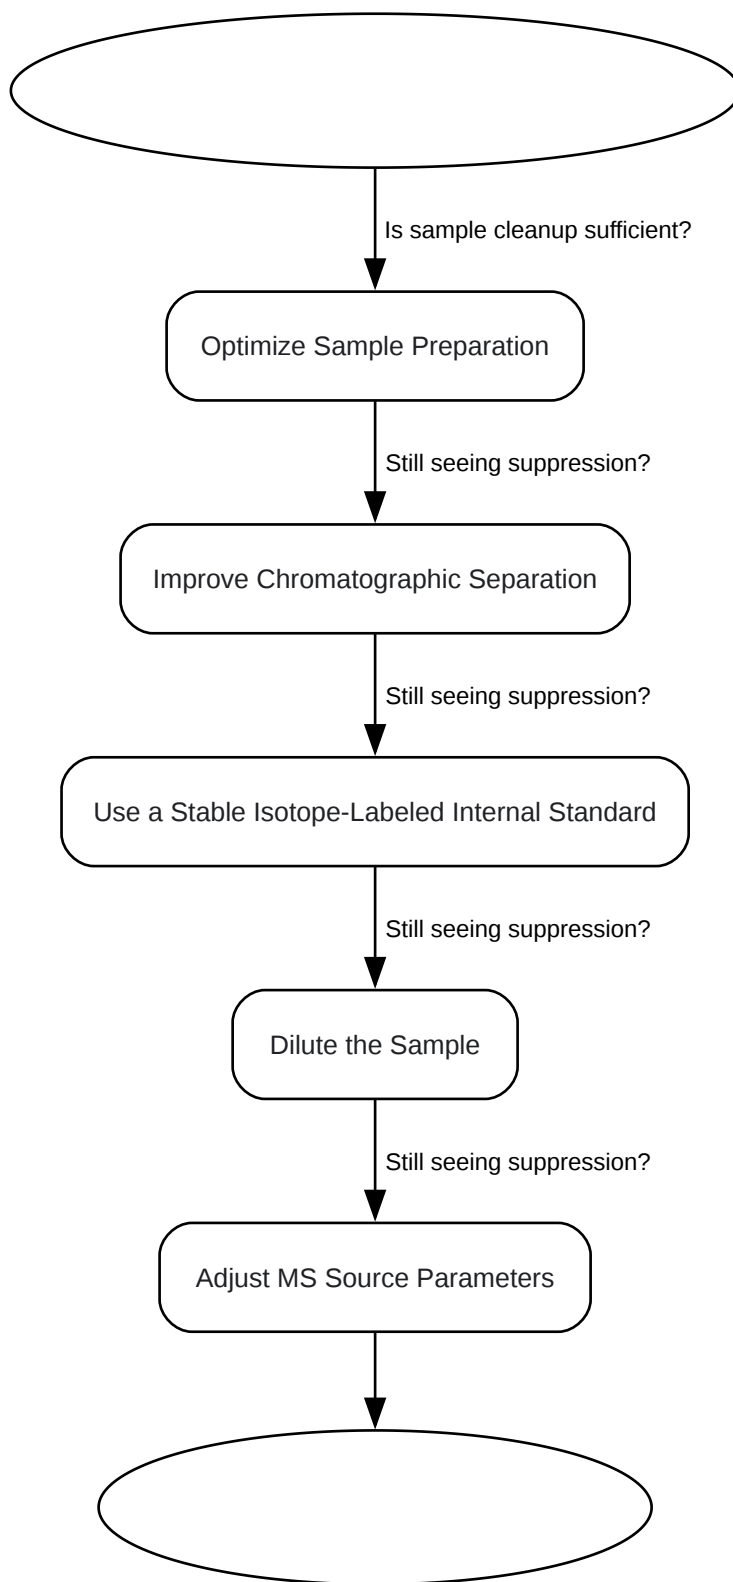 Is sample cleanup sufficient?
Optimize Sample Preparation
Still seeing suppression?
Improve Chromatographic Separation
Still seeing suppression?
Use a Stable Isotope-Labeled Internal Standard
Still seeing suppression?
Dilute the Sample
Still seeing suppression?
Adjust MS Source Parameters